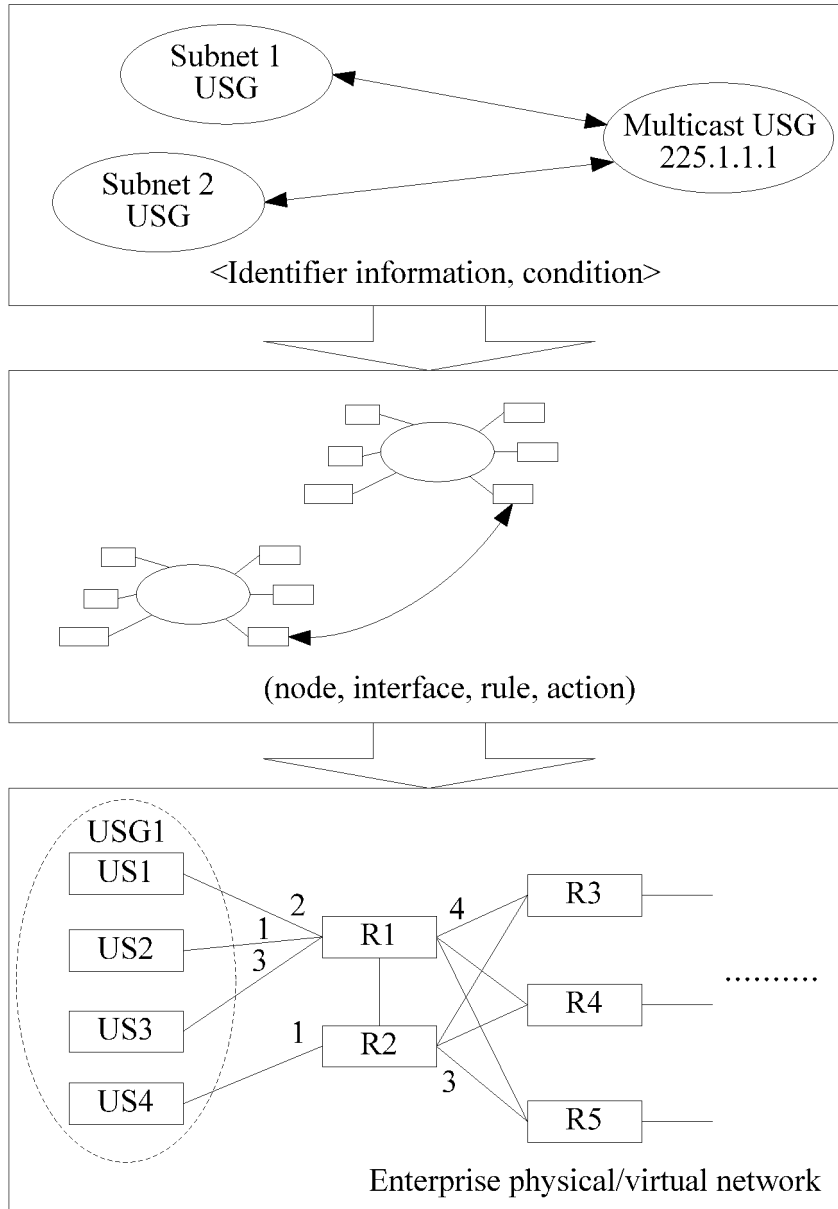 Subnet 1
USG
Multicast USG
225.1.1.1
Subnet 2
USG
<Identifier information, condition>
(node, interface, rule, action)
USG1
US1
US2
US3
US4
2
1
3
1
R1
R2
4
3
R3
R4
R5
..........
Enterprise physical/virtual network